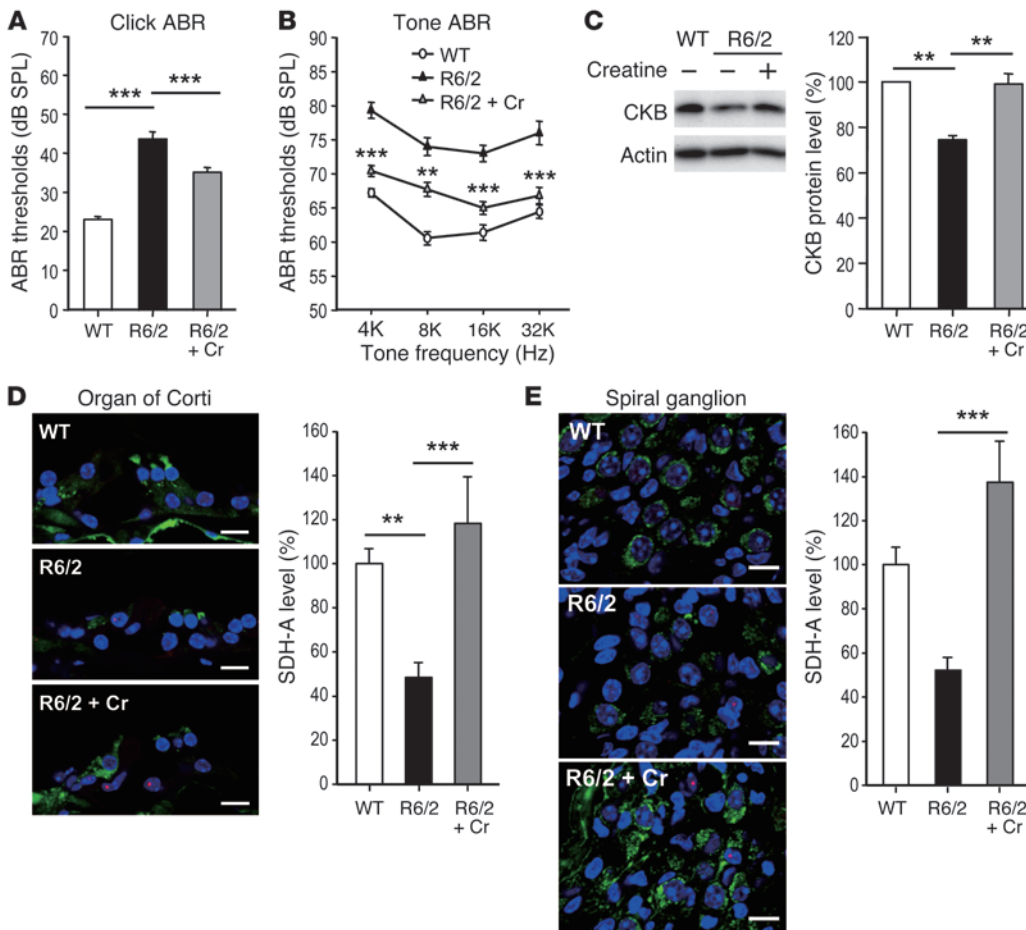 A
Click ABR
ABR thresholds (dB SPL)
70
60
50
40
30
20
10
0
***
***
WT
R6/2
R6/2
+ Cr
B
Tone ABR
WT
R6/2
R6/2 + Cr
ABR thresholds (dB SPL)
90
85
80
75
70
65
60
55
50
***
**
***
***
4K
8K
16K
32K
Tone frequency (Hz)
C
WT
R6/2
Creatine
–
–
+
CKB
Actin
CKB protein level (%)
120
100
80
60
40
20
0
**
**
WT
R6/2
R6/2
+ Cr
D
Organ of Corti
WT
R6/2
R6/2 + Cr
SDH-A level (%)
160
140
120
100
80
60
40
20
0
**
***
WT
R6/2
R6/2
+ Cr
E
Spiral ganglion
WT
R6/2
R6/2 + Cr
SDH-A level (%)
160
140
120
100
80
60
40
20
0
***
WT
R6/2
R6/2
+ Cr